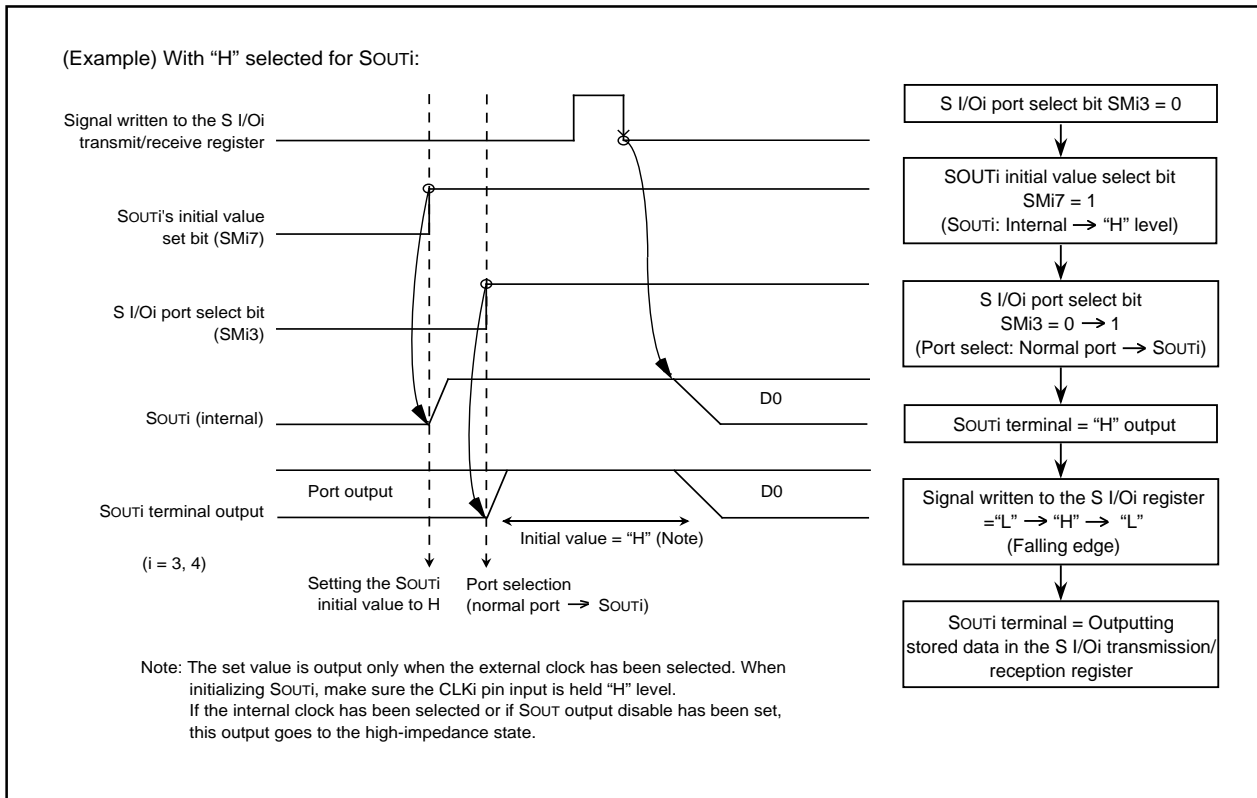 (Example) With “H” selected for SOUTi:
Signal written to the S I/Oi
transmit/receive register
SOUTi's initial value
set bit (SMi7)
S I/Oi port select bit
(SMi3)
SOUTi (internal)
D0
Port output
D0
SOUTi terminal output
Initial value = “H” (Note)
(i = 3, 4)
Setting the SOUTi
initial value to H
Port selection
(normal port → SOUTi)
Note: The set value is output only when the external clock has been selected. When
initializing SOUTi, make sure the CLKi pin input is held “H” level.
If the internal clock has been selected or if SOUT output disable has been set,
this output goes to the high-impedance state.
S I/Oi port select bit SMi3 = 0
SOUTi initial value select bit
SMi7 = 1
(SOUTi: Internal → “H” level)
S I/Oi port select bit
SMi3 = 0 → 1
(Port select: Normal port → SOUTi)
SOUTi terminal = “H” output
Signal written to the S I/Oi register
=“L” → “H” → “L”
(Falling edge)
SOUTi terminal = Outputting
stored data in the S I/Oi transmission/
reception register